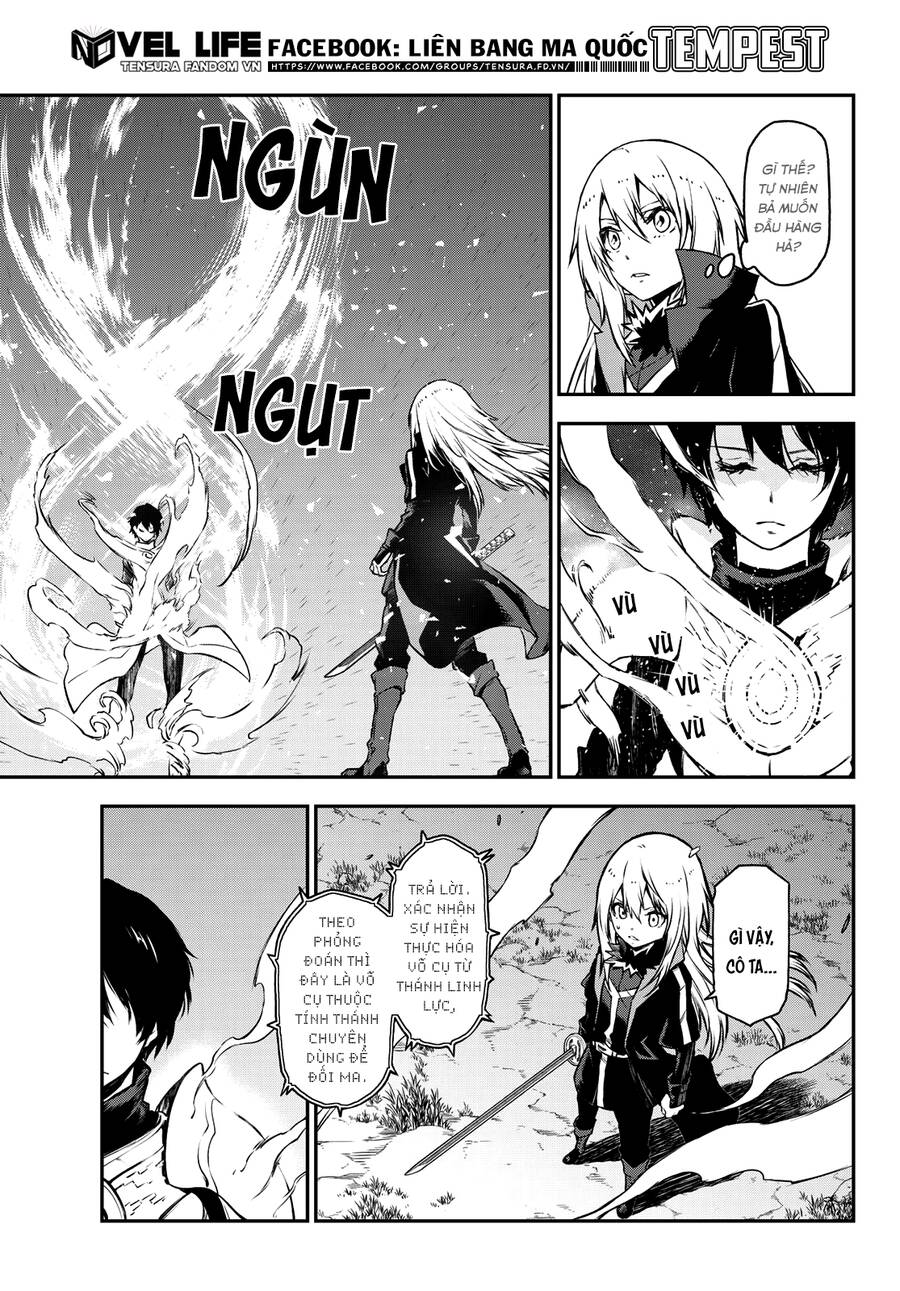 NOVEL LIFE
TENSURA FANDOM VN
FACEBOOK: LIÊN BANG MA QUỐC
HTTPS://WWW.FACEBOOK.COM/GROUPS/TENSURA.FD.VN/
TEMPEST
GÌ THẾ?
TỰ NHIÊN
BẢ MUỐN
ĐẦU HÀNG
HẢ?
NGÙN
NGỤT
VÙ
VÙ
VÙ
VÙ
GÌ VẬY,
CÔ TA...
TRẢ LỜI.
XÁC NHẬN
SỰ HIỆN
THỰC HÓA
VÕ CỤ TỪ
THÁNH LINH
LỰC,
THEO
PHỎNG
ĐOÁN THÌ
ĐÂY LÀ VÕ
CỤ THUỘC
TÍNH THÁNH
CHUYÊN
DÙNG ĐỂ
ĐỐI MA.